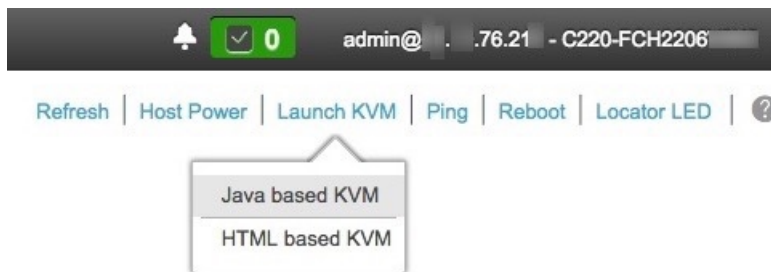 0 admin@ . .76.21 - C220-FCH2206
Refresh | Host Power | Launch KVM | Ping | Reboot | Locator LED | ?
Java based KVM
HTML based KVM